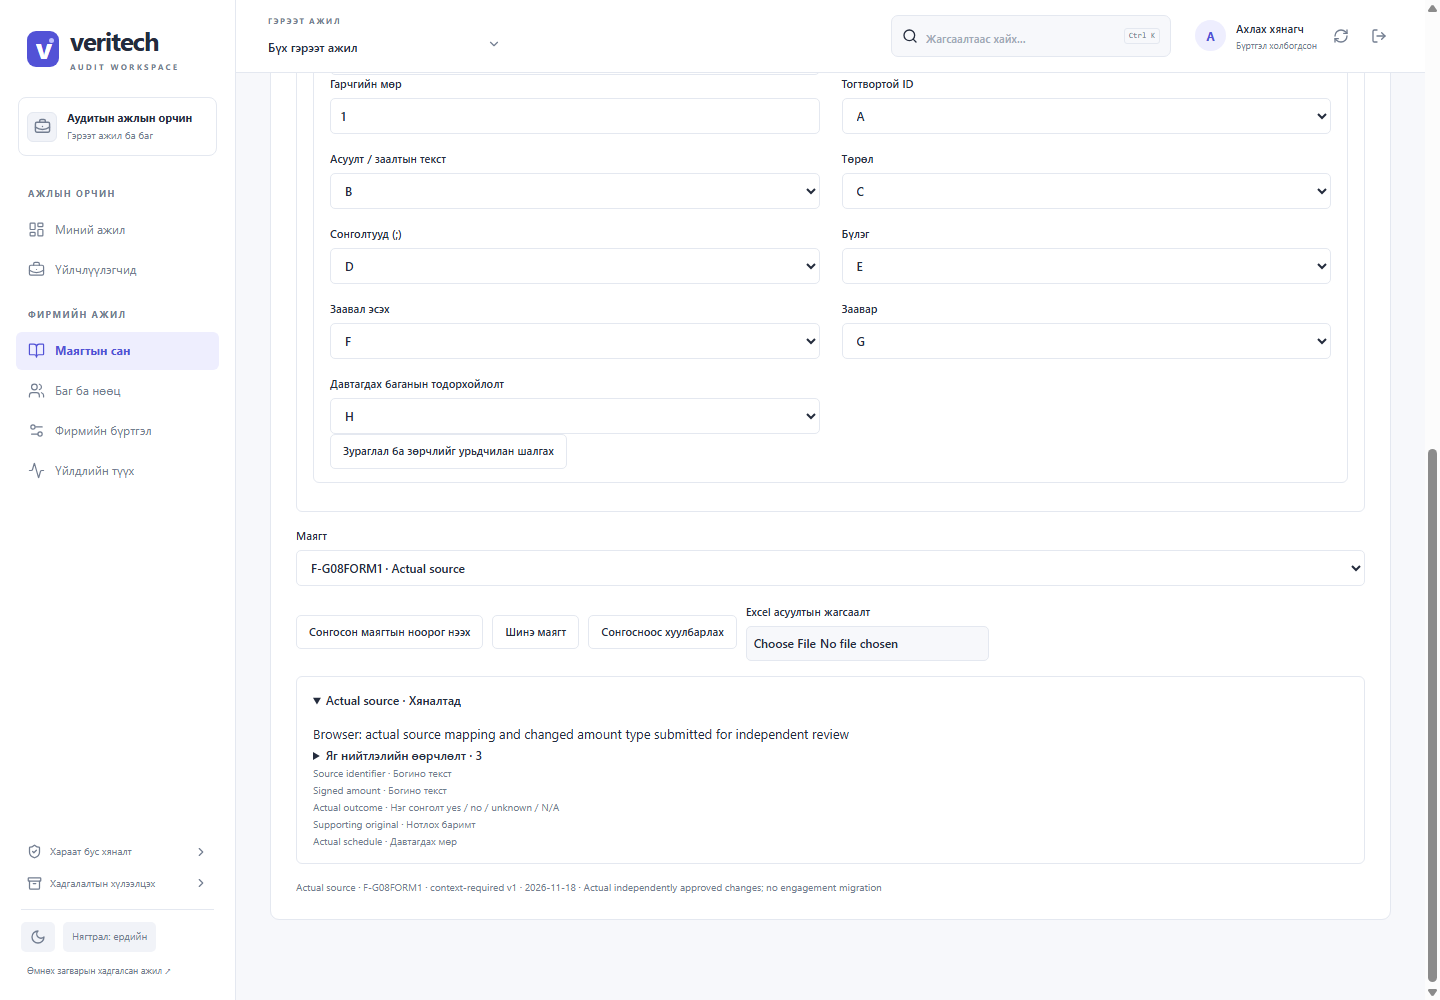 veritech
AUDIT WORKSPACE
Аудитын ажлын орчин
Гэрээт ажил ба баг
АЖЛЫН ОРЧИН
Миний ажил
Үйлчлүүлэгчид
ФИРМИЙН АЖИЛ
Маягтын сан
Баг ба нөөц
Фирмийн бүртгэл
Үйлдлийн түүх
Хараат бус хяналт
Хадгалалтын хүлээлцэх
Нягтрал: ердийн
Өмнөх загварын хадгалсан ажил ↗
ГЭРЭЭТ АЖИЛ
Бүх гэрээт ажил
Жагсаалтаас хайх...
Ctrl K
А
Ахлах хянагч
Бүртгэл холбогдсон
Гарчгийн мөр
Тогтвортой ID
1
A
Асуулт / заалтын текст
Төрөл
B
C
Сонголтууд (;)
Бүлэг
D
E
Заавал эсэх
Заавар
F
G
Давтагдах баганын тодорхойлолт
H
Зураглал ба зөрчлийг урьдчилан шалгах
Маягт
F-G08FORM1 · Actual source
Сонгосон маягтын ноорог нээх
Шинэ маягт
Сонгосноос хуулбарлах
Excel асуултын жагсаалт
Choose File No file chosen
▼ Actual source · Хяналтад
Browser: actual source mapping and changed amount type submitted for independent review
▶ Яг нийтлэлийн өөрчлөлт · 3
Source identifier · Богино текст
Signed amount · Богино текст
Actual outcome · Нэг сонголт yes / no / unknown / N/A
Supporting original · Нотлох баримт
Actual schedule · Давтагдах мөр
Actual source · F-G08FORM1 · context-required v1 · 2026-11-18 · Actual independently approved changes; no engagement migration